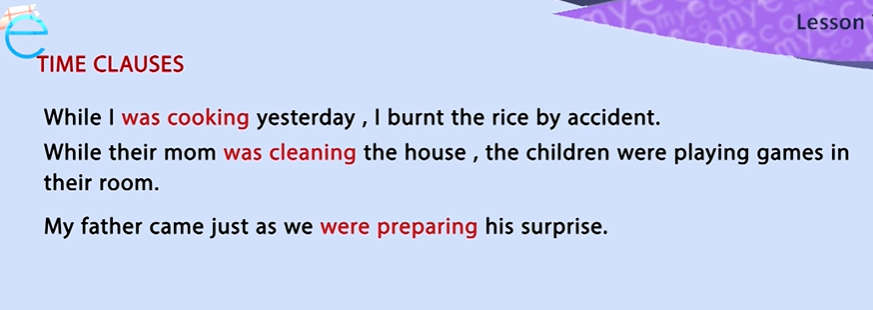 Lesson
TIME CLAUSES
While I was cooking yesterday , I burnt the rice by accident.
While their mom was cleaning the house , the children were playing games in
their room.
My father came just as we were preparing his surprise.